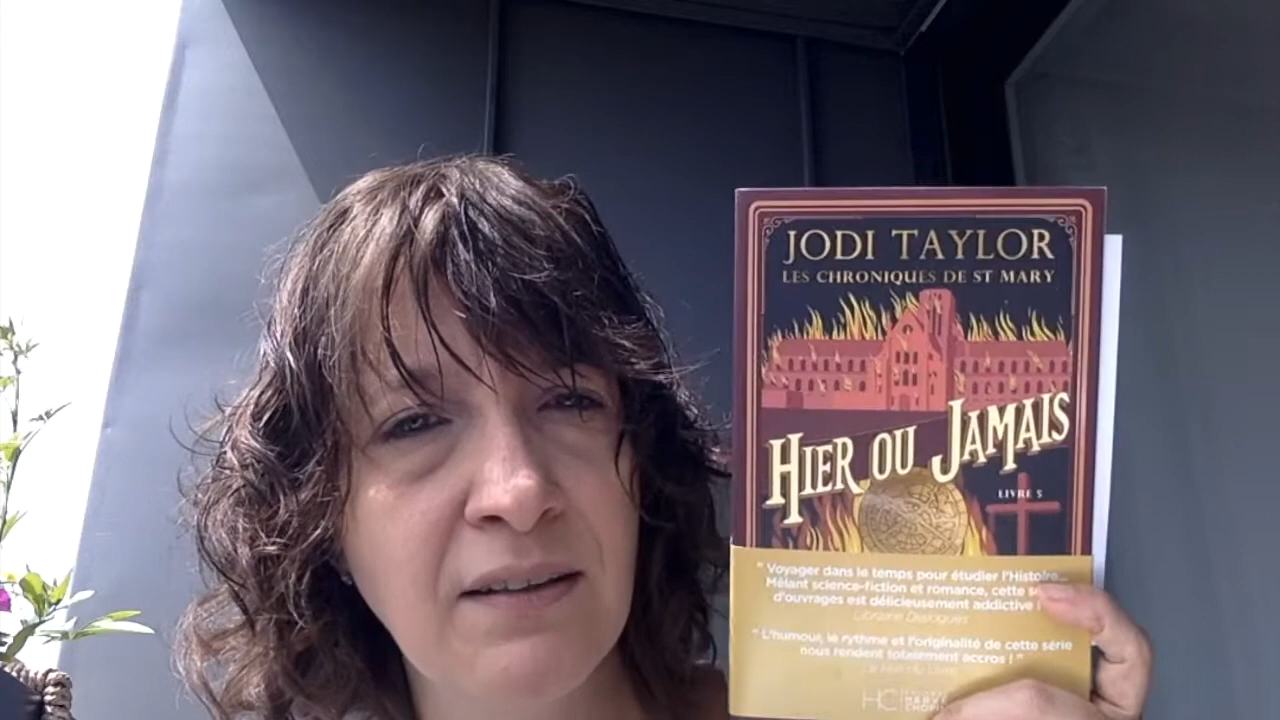 JODI TAYLOR
LES CHRONIQUES DE ST MARY
HIER OU JAMAIS
LIVRE 5
" Voyager dans le temps pour étudier l'Histoire...
Mêlant science-fiction et romance, cette
d'ouvrages est délicieusement addictive !
Librairie Dialogues
" L'humour, le rythme et l'originalité de cette série
nous rendent totalement accros ! "
HC